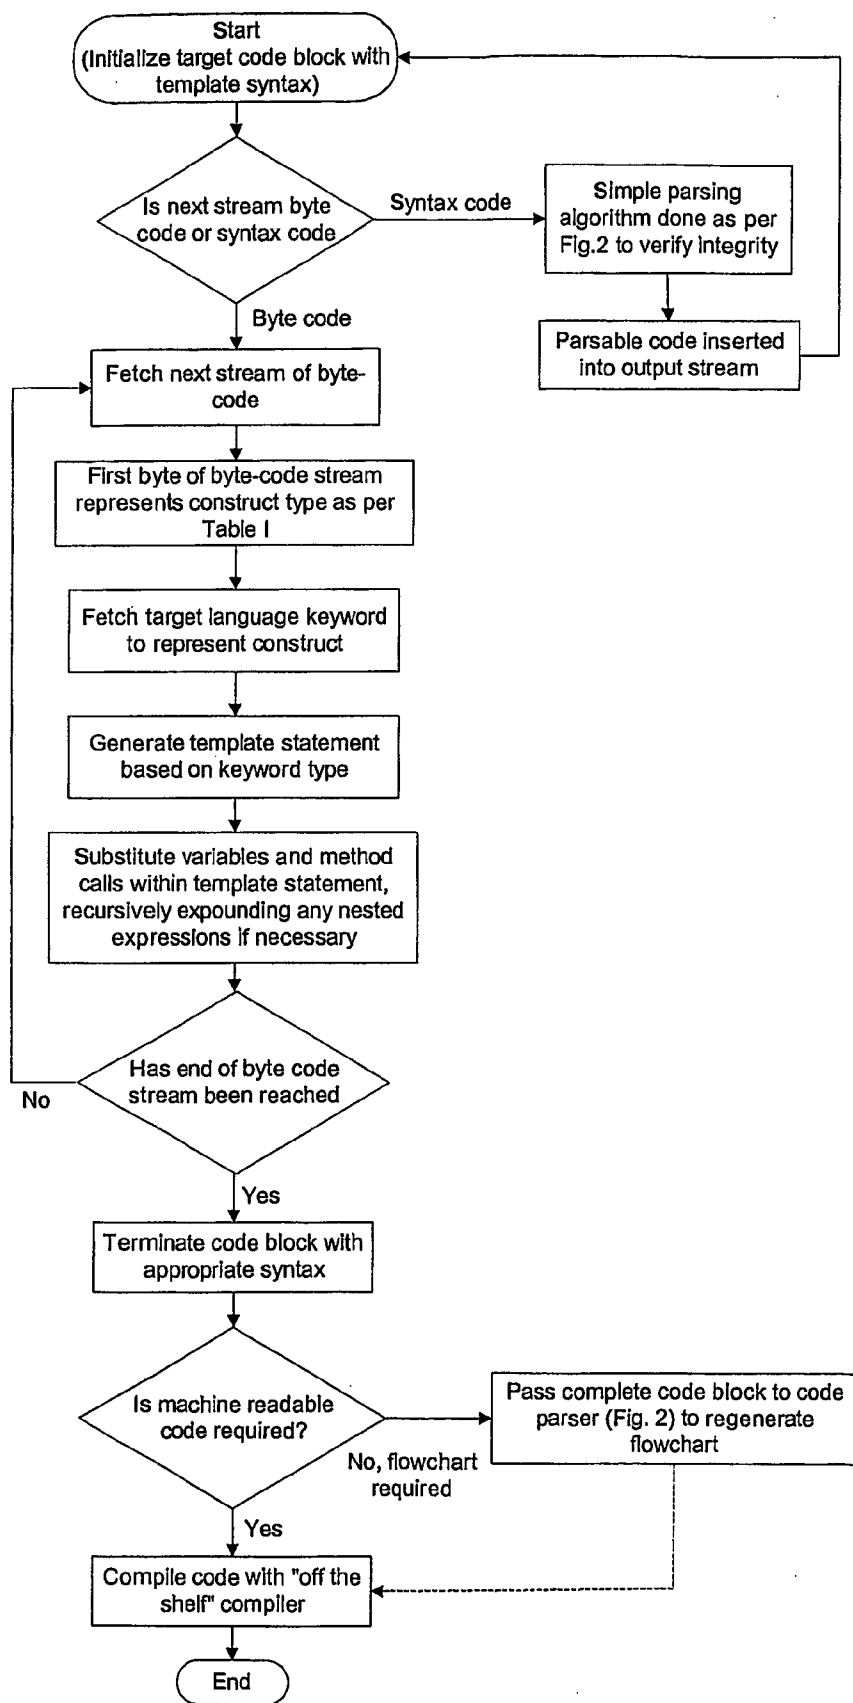 Start
(Initialize target code block with
template syntax)
Is next stream byte
code or syntax code
Syntax code
Simple parsing
algorithm done as per
Fig.2 to verify integrity
Byte code
Parsable code inserted
into output stream
Fetch next stream of byte-
code
First byte of byte-code stream
represents construct type as per
Table I
Fetch target language keyword
to represent construct
Generate template statement
based on keyword type
Substitute variables and method
calls within template statement,
recursively expounding any nested
expressions if necessary
Has end of byte code
stream been reached
No
Yes
Terminate code block with
appropriate syntax
Is machine readable
code required?
No, flowchart
required
Pass complete code block to code
parser (Fig. 2) to regenerate
flowchart
Yes
Compile code with "off the
shelf" compiler
End